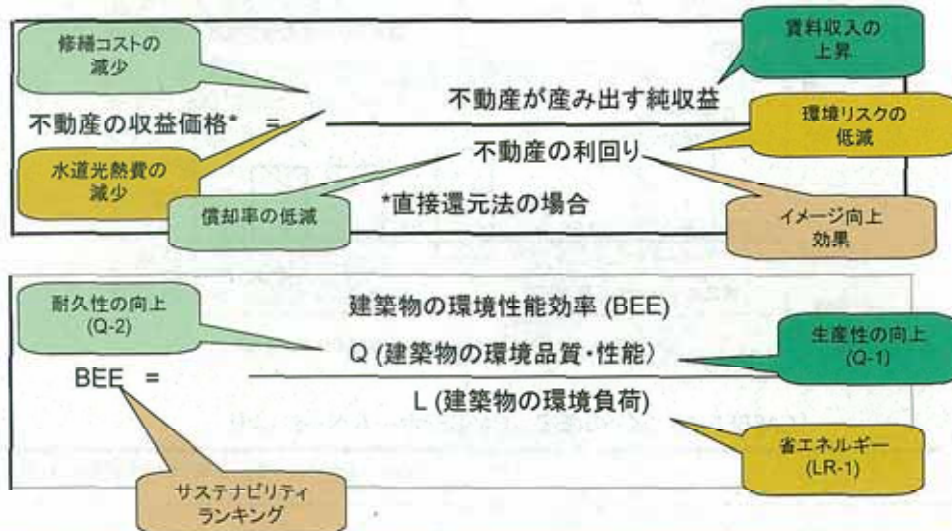 修繕コストの
減少
賃料収入の
上昇
不動産が産み出す純収益
不動産の収益価格* =
環境リスクの
低減
不動産の利回り
水道光熱費の
減少
償却率の低減
*直接還元法の場合
イメージ向上
効果
耐久性の向上
(Q-2)
建築物の環境性能効率 (BEE)
Q (建築物の環境品質・性能)
生産性の向上
(Q-1)
BEE =
L (建築物の環境負荷)
省エネルギー
(LR-1)
サステナビリティ
ランキング